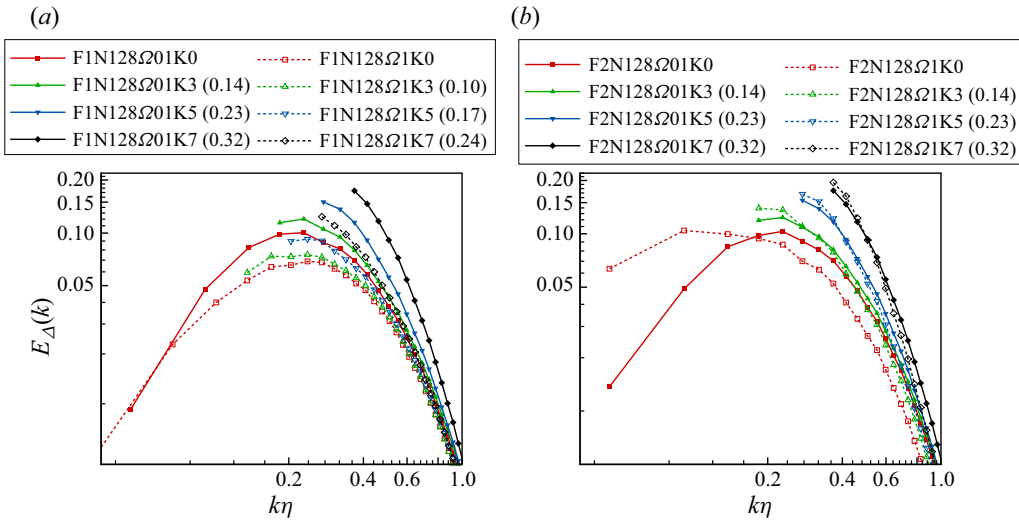 (a)
F1N128Ω01K0
F1N128Ω1K0
F1N128Ω01K3 (0.14)
F1N128Ω1K3 (0.10)
F1N128Ω01K5 (0.23)
F1N128Ω1K5 (0.17)
F1N128Ω01K7 (0.32)
F1N128Ω1K7 (0.24)
0.20
0.15
0.10
0.05
E△(k)
0.2
0.4
0.6
1.0
kη
(b)
F2N128Ω01K0
F2N128Ω1K0
F2N128Ω01K3 (0.14)
F2N128Ω1K3 (0.14)
F2N128Ω01K5 (0.23)
F2N128Ω1K5 (0.23)
F2N128Ω01K7 (0.32)
F2N128Ω1K7 (0.32)
0.20
0.15
0.10
0.05
0.2
0.4
0.6
1.0
kη